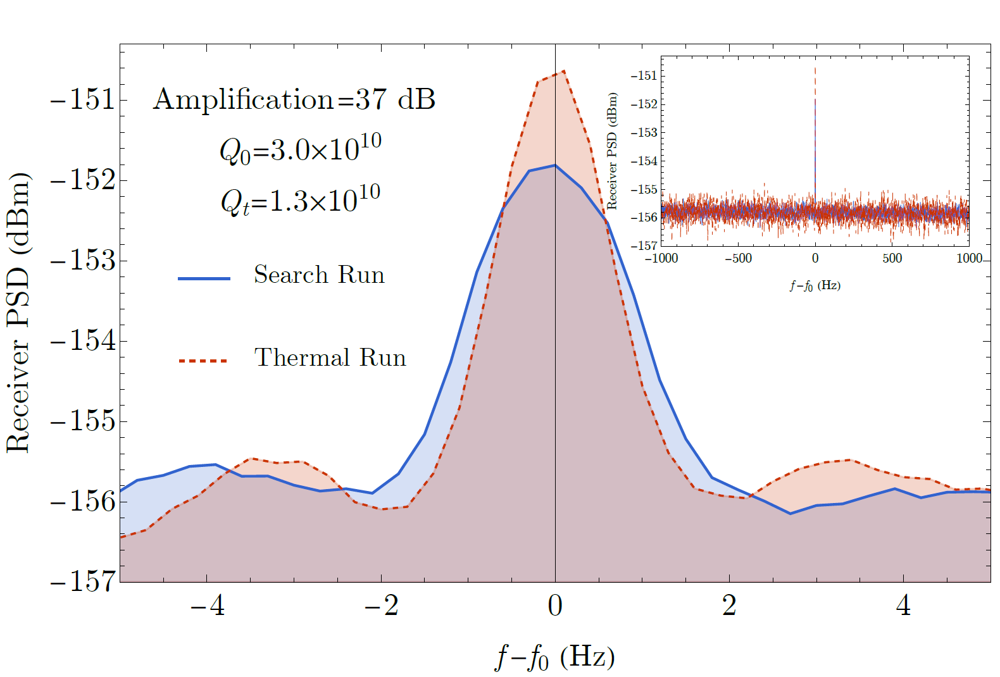 Receiver PSD (dBm)
−151
−152
−153
−154
−155
−156
−157
Amplification=37 dB
Q0=3.0×10^10
Qt=1.3×10^10
Search Run
Thermal Run
Receiver PSD (dBm)
−151
−152
−153
−154
−155
−156
−157
−1000 −500 0 500 1000
f−f0 (Hz)
−4 −2 0 2 4
f−f0 (Hz)